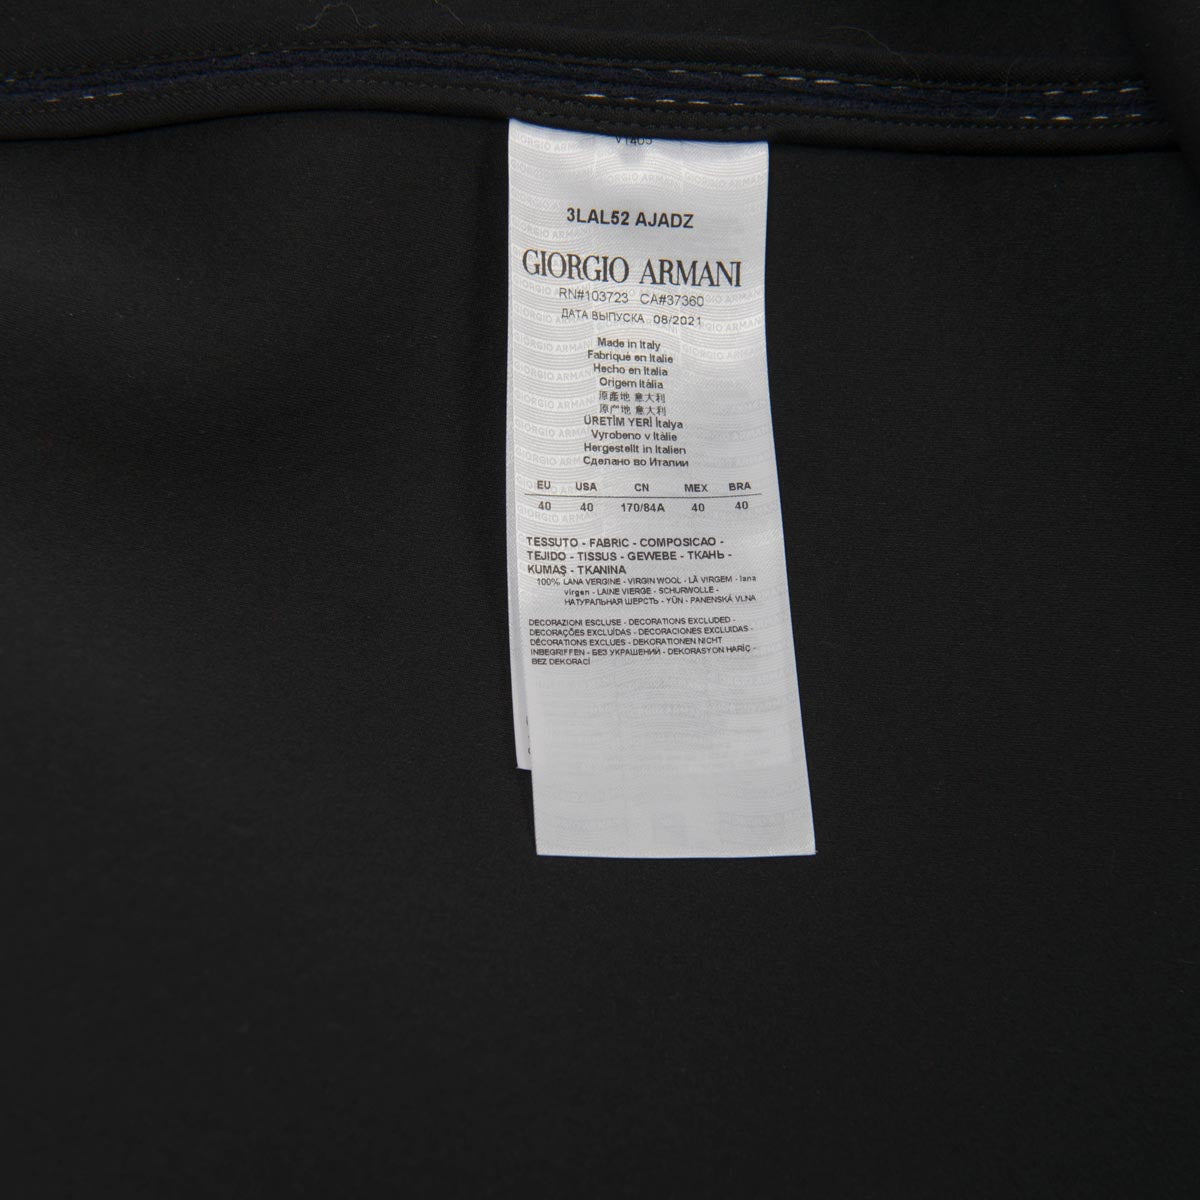 3LAL52 AJADZ
GIORGIO ARMANI
RN#103723 CA#37360
ДАТА ВЫПУСКА 08/2021
Made in Italy
Fabriqué en Italie
Hecho en Italia
Origem Itália
原產地 意大利
原产地 意大利
ÜRETİM YERİ İtalya
Vyrobeno v Itálie
Hergestellt in Italien
Сделано во Италии
EU USA CN MEX BRA
40 40 170/84A 40 40
TESSUTO - FABRIC - COMPOSICAO -
TEJIDO - TISSUS - GEWEBE - ТКАНЬ -
KUMAŞ - TKANINA
100% LANA VERGINE - VIRGIN WOOL - LÃ VIRGEM - lana
virgen - LAINE VIERGE - SCHURWOLLE -
НАТУРАЛЬНАЯ ШЕРСТЬ - YÜN - PANENSKÁ VLNA
DECORAZIONI ESCLUSE - DECORATIONS EXCLUDED -
DECORAÇÕES EXCLUÍDAS - DECORACIONES EXCLUIDAS -
DÉCORATIONS EXCLUES - DEKORATIONEN NICHT
INBEGRIFFEN - БЕЗ УКРАШЕНИЙ - DEKORASYON HARİÇ -
BEZ DEKORACÍ